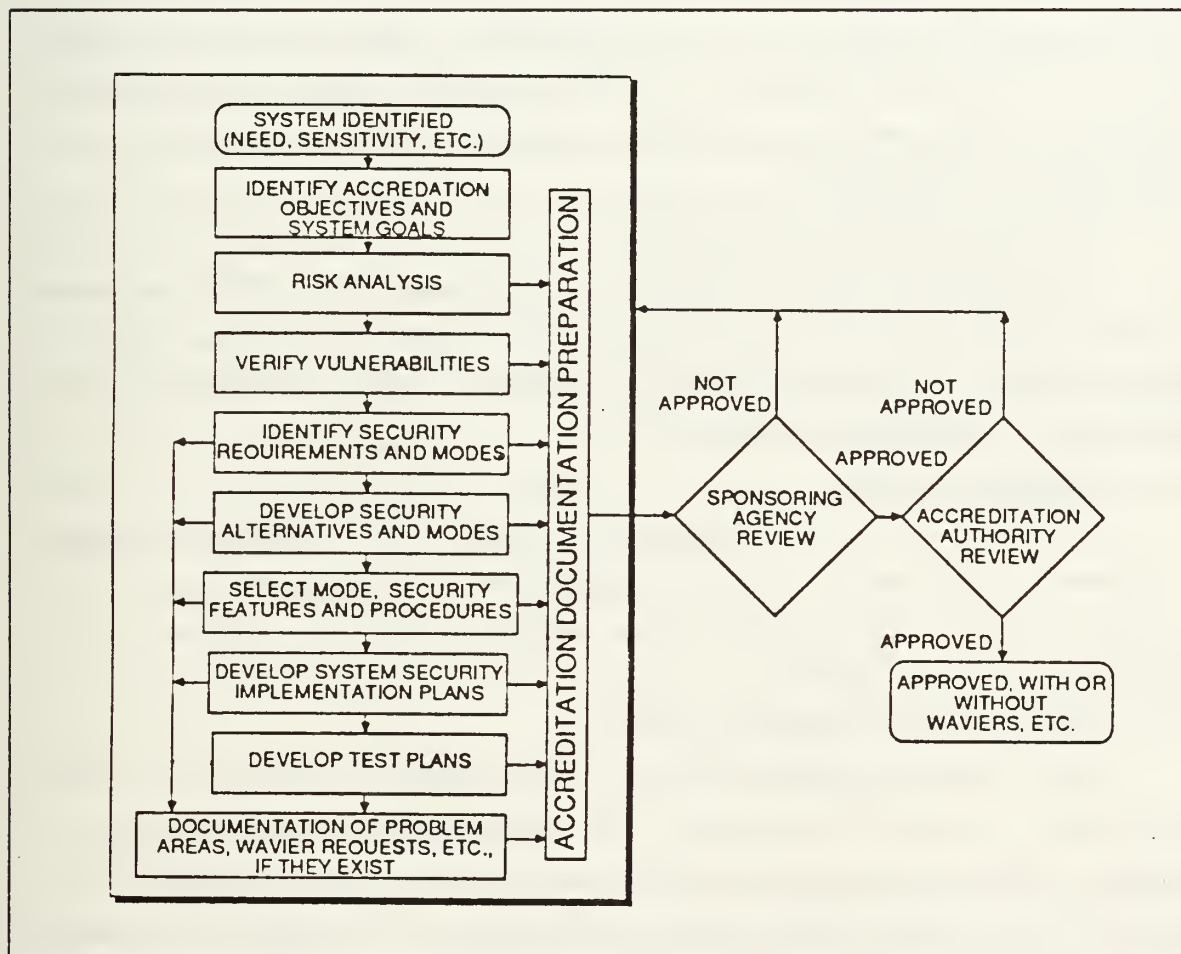 SYSTEM IDENTIFIED
(NEED, SENSITIVITY, ETC.)
IDENTIFY ACCREDATION
OBJECTIVES AND
SYSTEM GOALS
RISK ANALYSIS
VERIFY VULNERABILITIES
IDENTIFY SECURITY
REQUIREMENTS AND MODES
DEVELOP SECURITY
ALTERNATIVES AND MODES
SELECT MODE, SECURITY
FEATURES AND PROCEDURES
DEVELOP SYSTEM SECURITY
IMPLEMENTATION PLANS
DEVELOP TEST PLANS
DOCUMENTATION OF PROBLEM
AREAS, WAVIER REQUESTS, ETC.,
IF THEY EXIST
ACCREDITATION DOCUMENTATION PREPARATION
NOT
APPROVED
SPONSORING
AGENCY
REVIEW
APPROVED
NOT
APPROVED
ACCREDITATION
AUTHORITY
REVIEW
APPROVED
APPROVED, WITH OR
WITHOUT
WAVIERS, ETC.